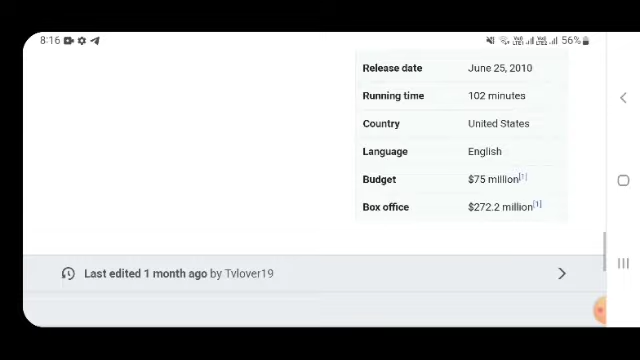 8:16 56%
Release date June 25, 2010
Running time 102 minutes
Country United States
Language English
Budget $75 million[1]
Box office $272.2 million[1]
Last edited 1 month ago by Tvlover19